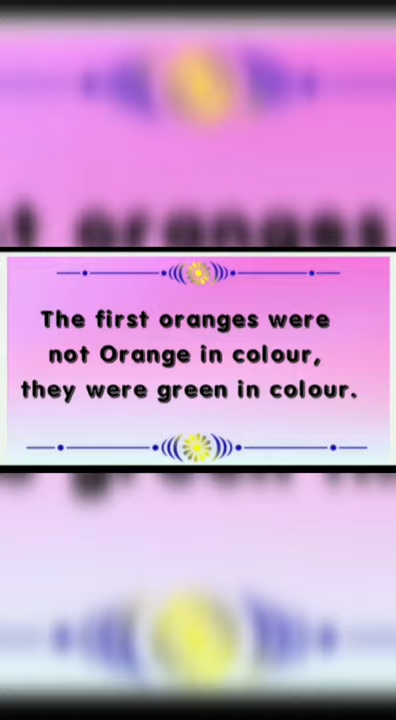 The first oranges were
not Orange in colour,
they were green in colour.